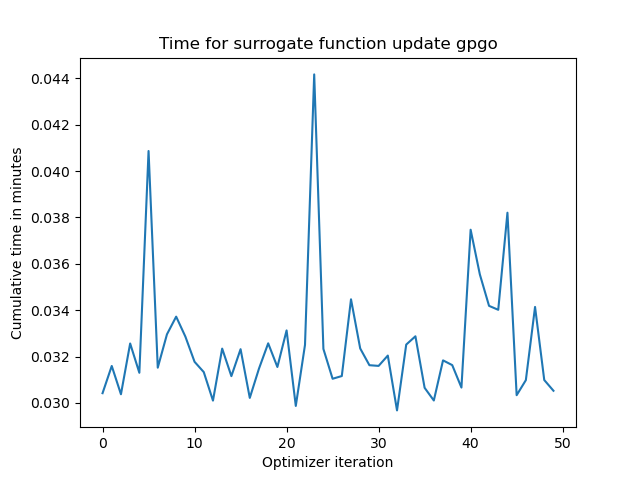 Time for surrogate function update gpgo
Cumulative time in minutes
0.044
0.042
0.040
0.038
0.036
0.034
0.032
0.030
0 10 20 30 40 50
Optimizer iteration